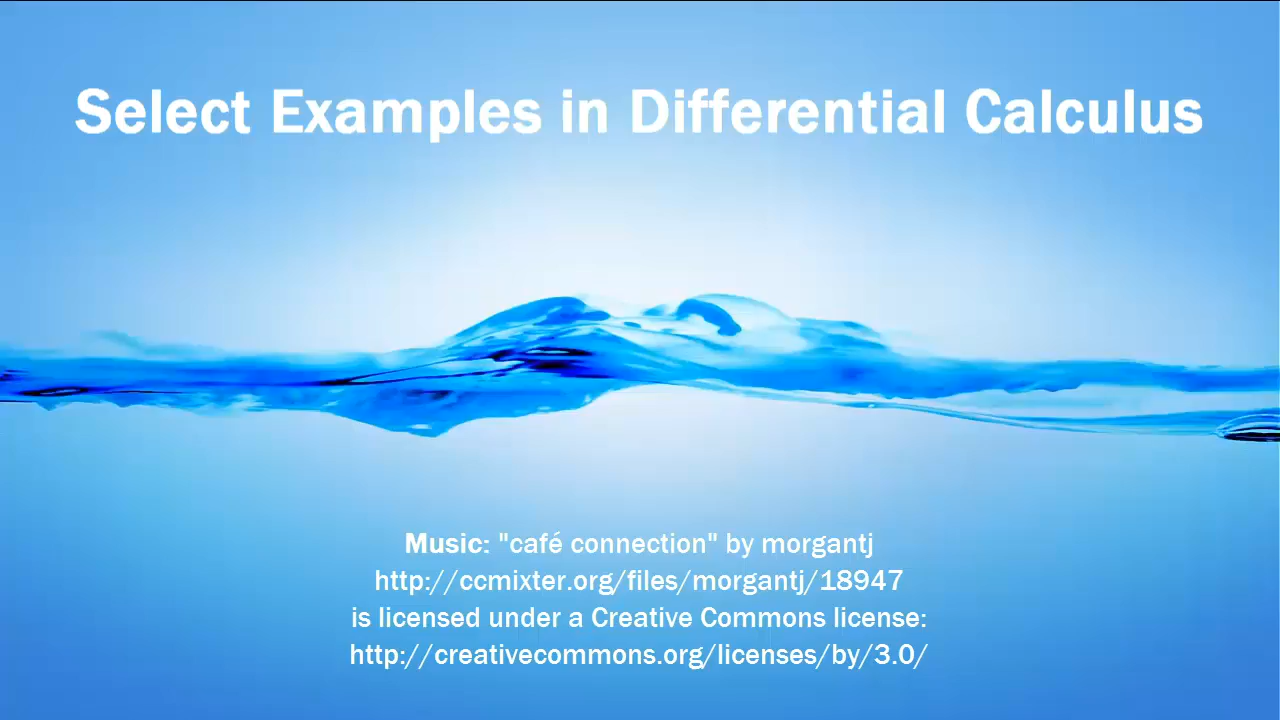 Select Examples in Differential Calculus
Music: "café connection" by morgantj
http://ccmixter.org/files/morgantj/18947
is licensed under a Creative Commons license:
http://creativecommons.org/licenses/by/3.0/